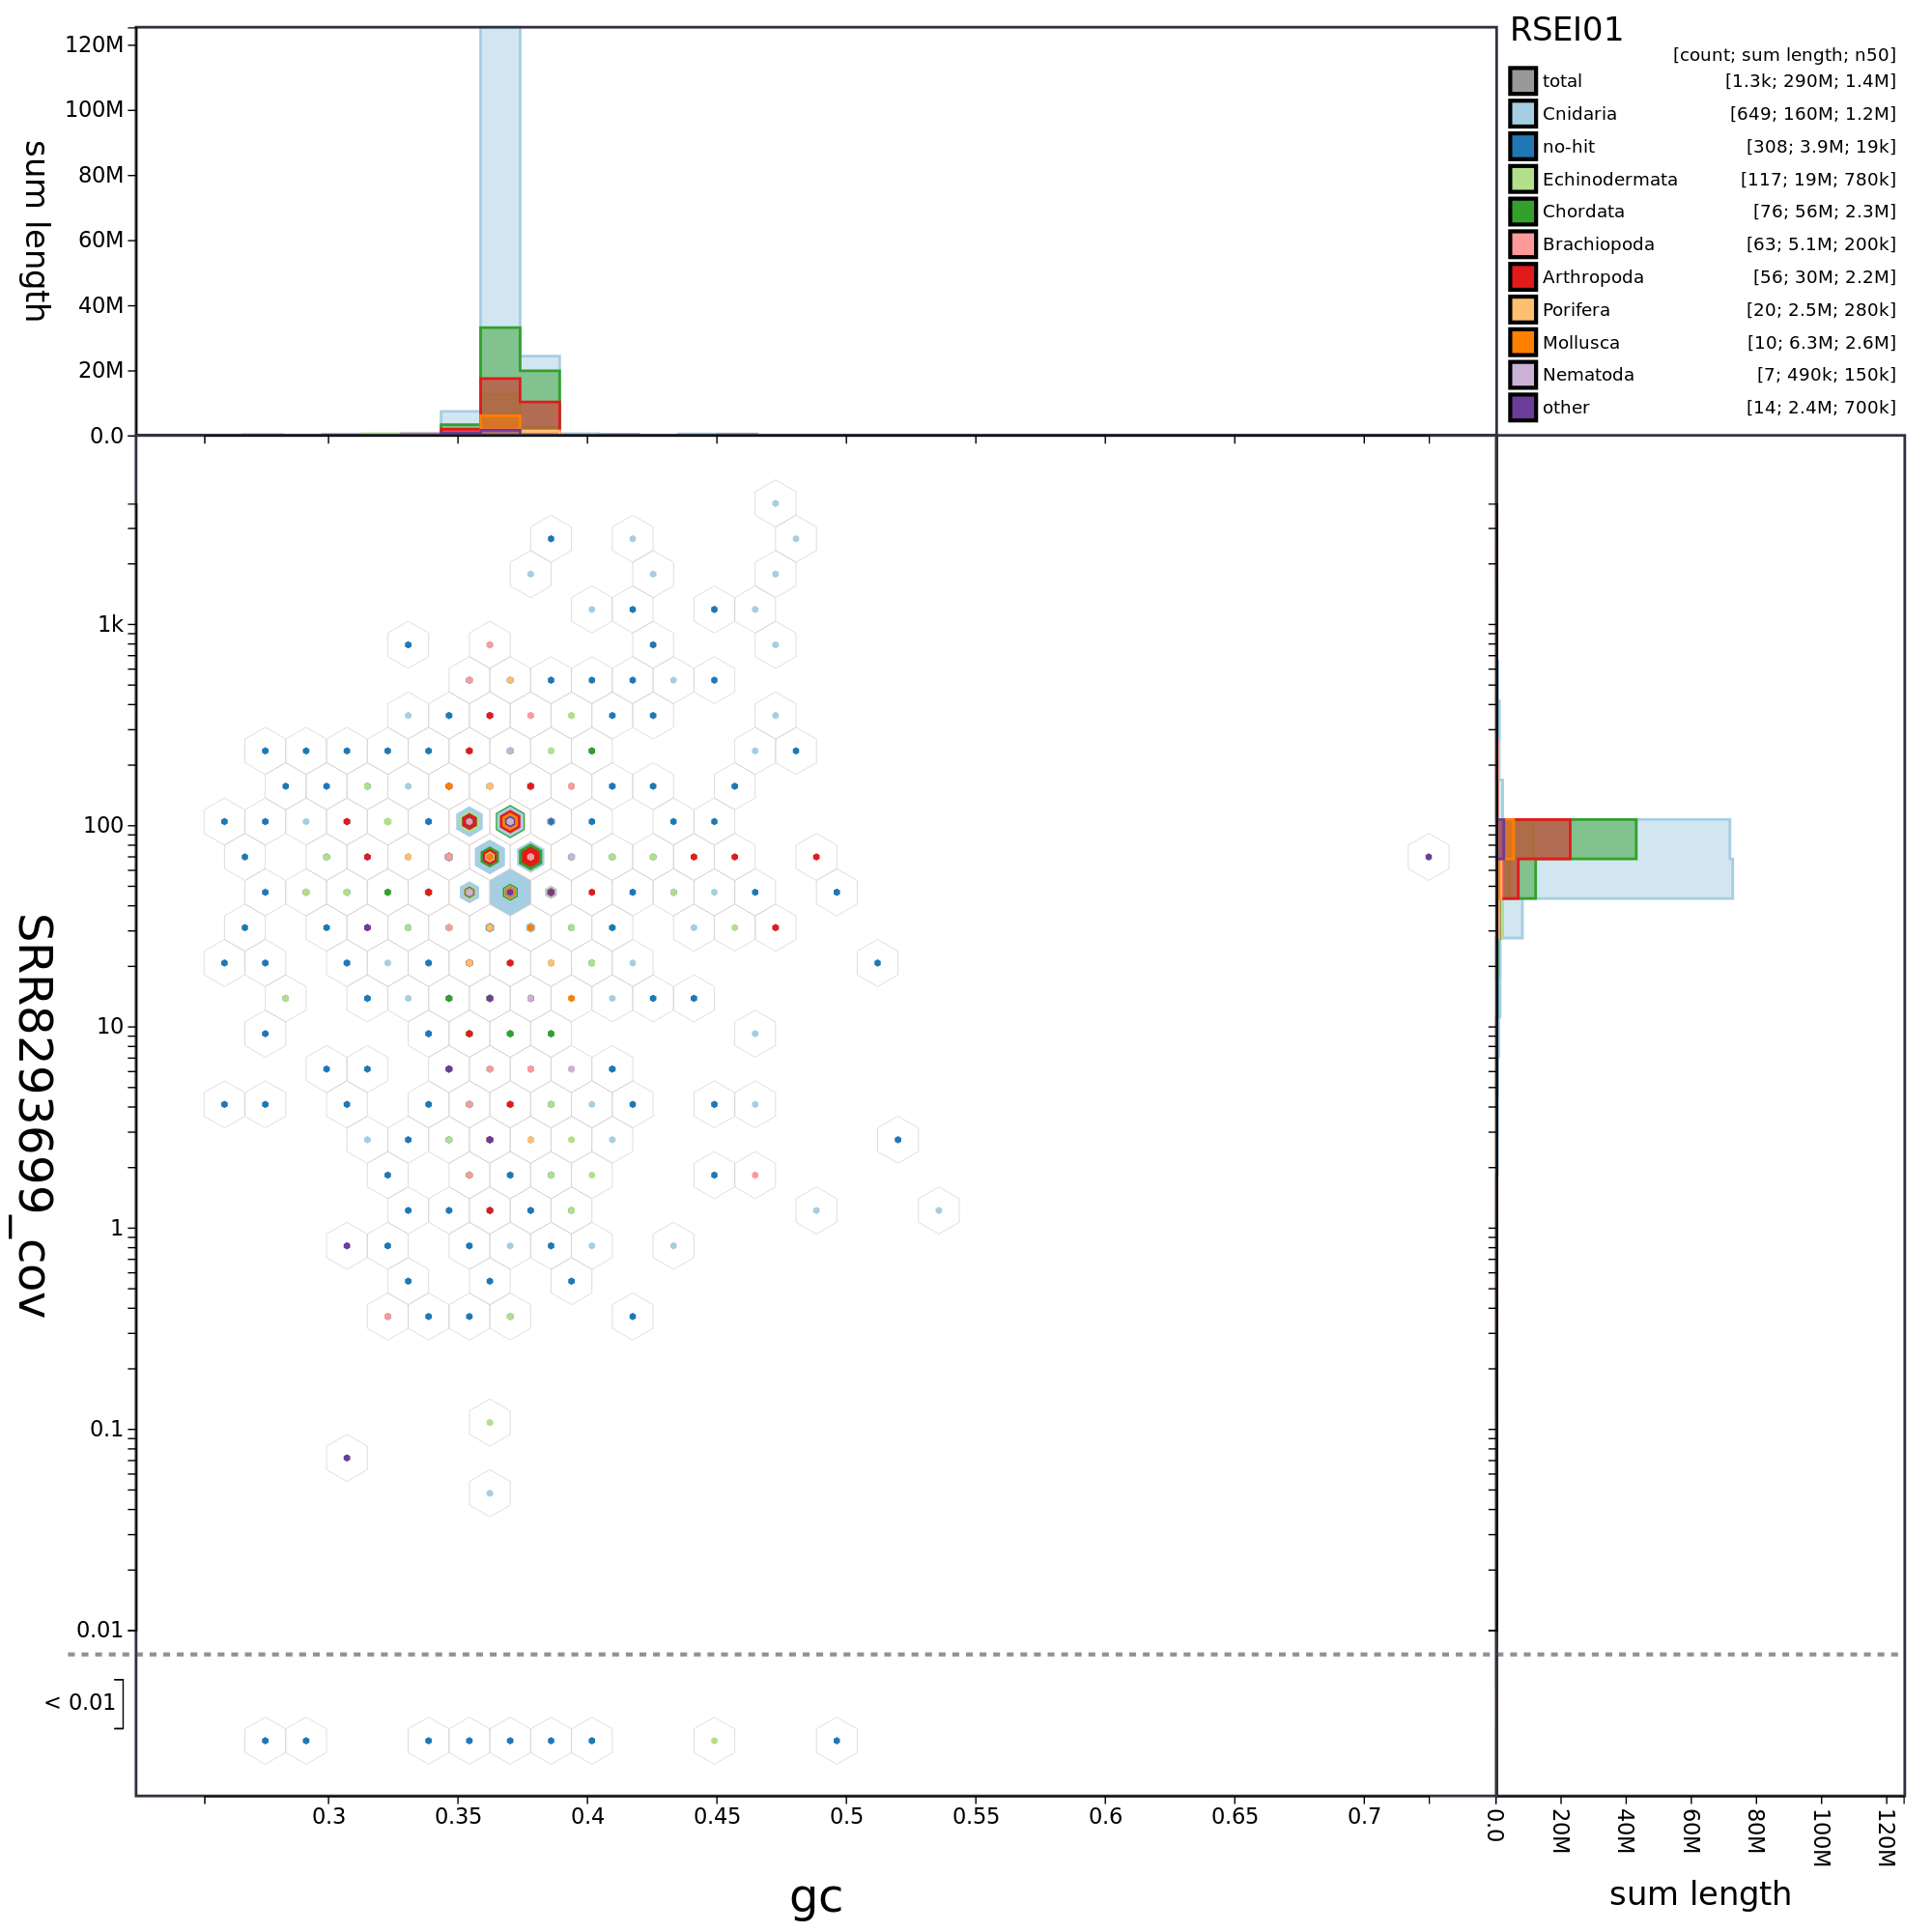 RSEI01
[count; sum length; n50]
total [1.3k; 290M; 1.4M]
Cnidaria [649; 160M; 1.2M]
no-hit [308; 3.9M; 19k]
Echinodermata [117; 19M; 780k]
Chordata [76; 56M; 2.3M]
Brachiopoda [63; 5.1M; 200k]
Arthropoda [56; 30M; 2.2M]
Porifera [20; 2.5M; 280k]
Mollusca [10; 6.3M; 2.6M]
Nematoda [7; 490k; 150k]
other [14; 2.4M; 700k]
sum length
120M
100M
80M
60M
40M
20M
0.0
SRR8293699_cov
1k
100
10
1
0.1
0.01
< 0.01
0.3 0.35 0.4 0.45 0.5 0.55 0.6 0.65 0.7
gc
0.0 20M 40M 60M 80M 100M 120M
sum length